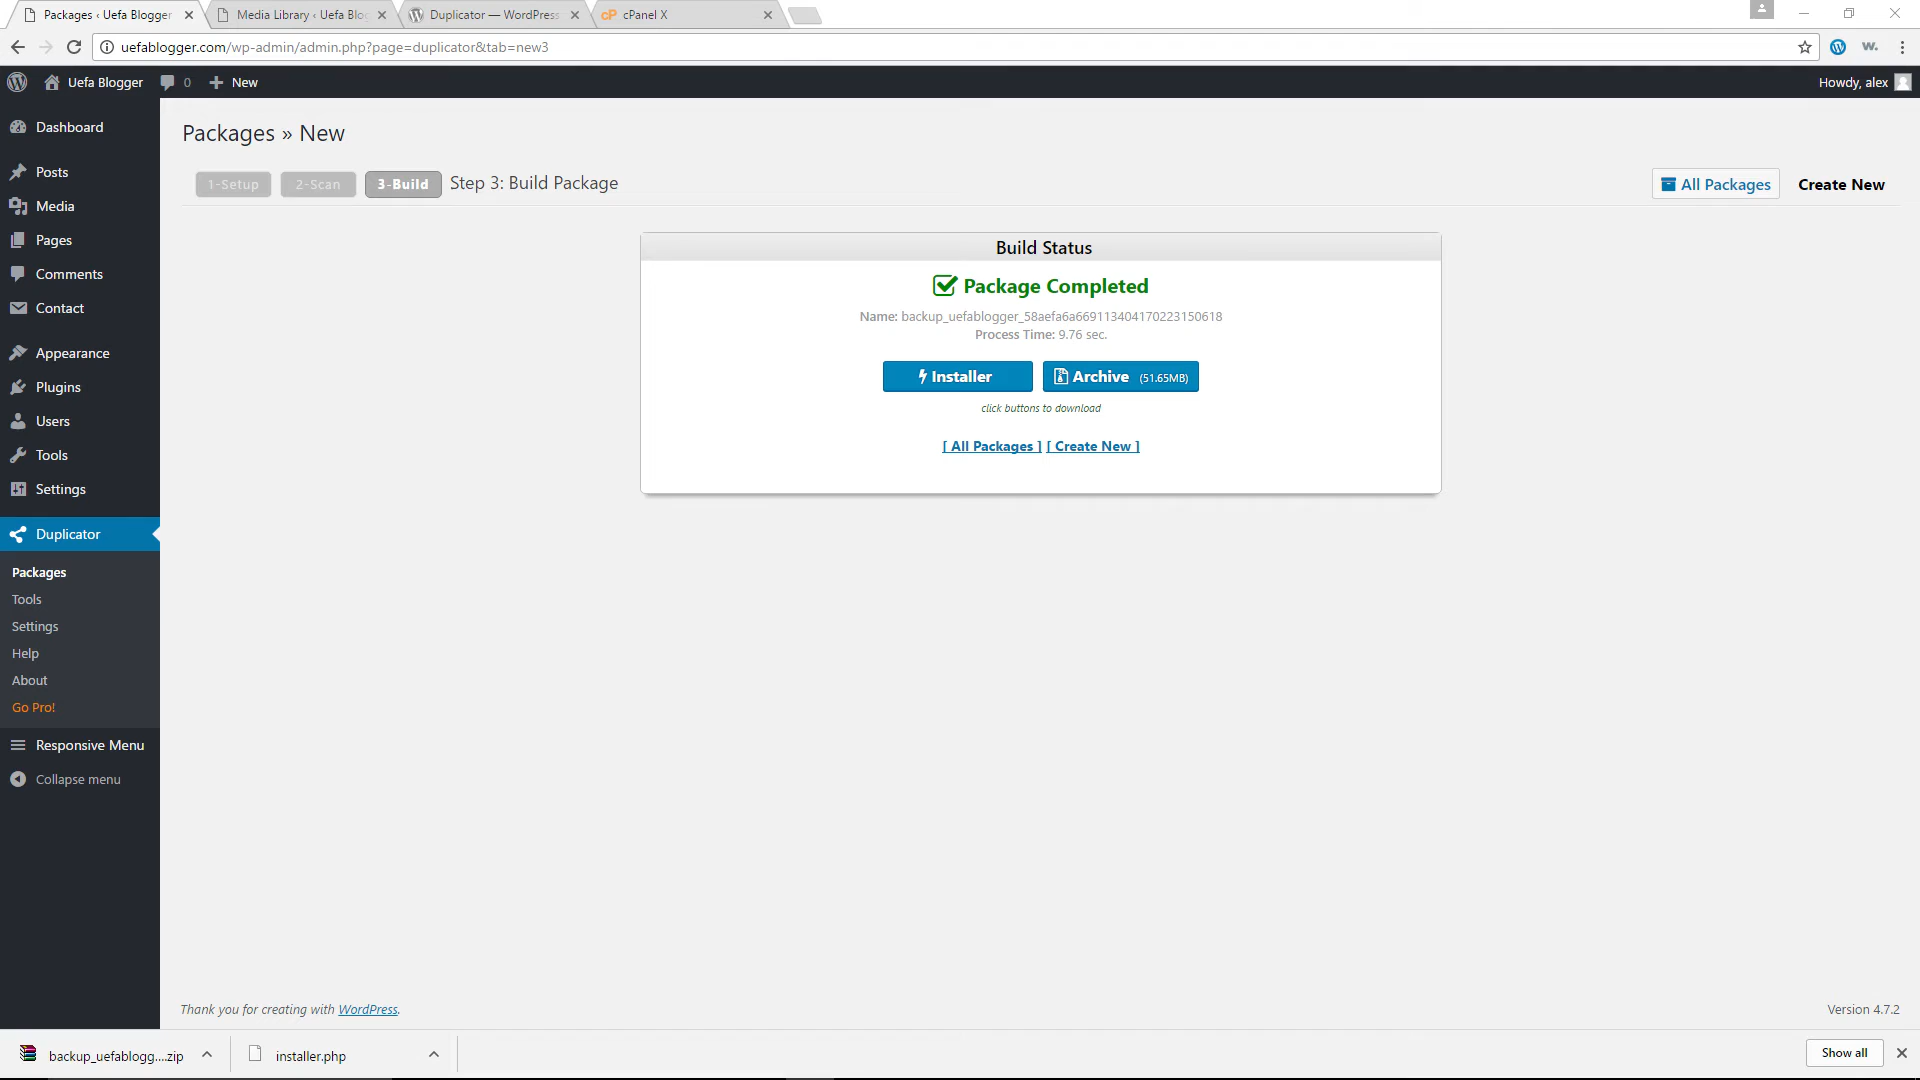 Packages ‹ Uefa Blogger
Media Library ‹ Uefa Blog
Duplicator — WordPress
cP cPanel X
uefablogger.com/wp-admin/admin.php?page=duplicator&tab=new3
w.
Uefa Blogger
0
New
Howdy, alex
Dashboard
Posts
Media
Pages
Comments
Contact
Appearance
Plugins
Users
Tools
Settings
Duplicator
Packages
Tools
Settings
Help
About
Go Pro!
Responsive Menu
Collapse menu
Packages » New
1-Setup
2-Scan
3-Build
Step 3: Build Package
All Packages
Create New
Build Status
Package Completed
Name: backup_uefablogger_58aefa6a669113404170223150618
Process Time: 9.76 sec.
Installer
Archive (51.65MB)
click buttons to download
[ All Packages ] [ Create New ]
Thank you for creating with WordPress.
Version 4.7.2
backup_uefablogg....zip
installer.php
Show all